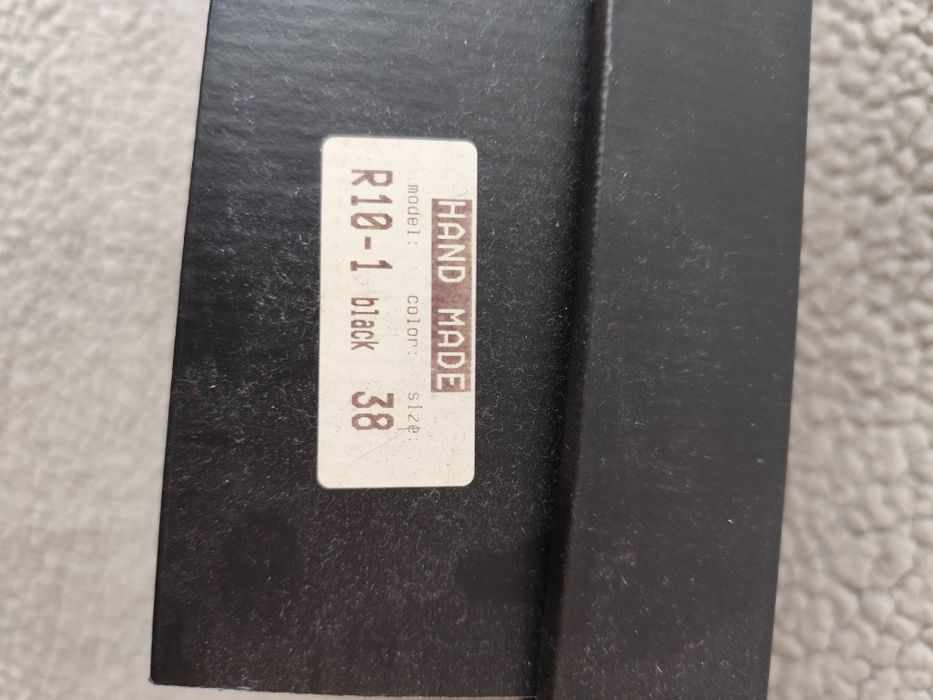 HAND MADE
model: color: size:
R10-1 black 38